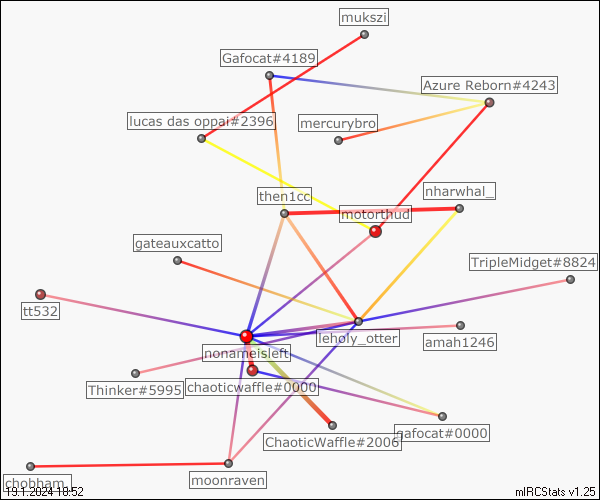 mukszi
Gafocat#4189
Azure Reborn#4243
lucas das oppai#2396
mercurybro
then1cc
nharwhal_
motorthud
gateauxcatto
TripleMidget#8824
tt532
leholy_otter
amah1246
nonameisleft
Thinker#5995
chaoticwaffle#0000
gafocat#0000
ChaoticWaffle#2006
chobham_
moonraven
19.1.2024 18:52
mIRCStats v1.25